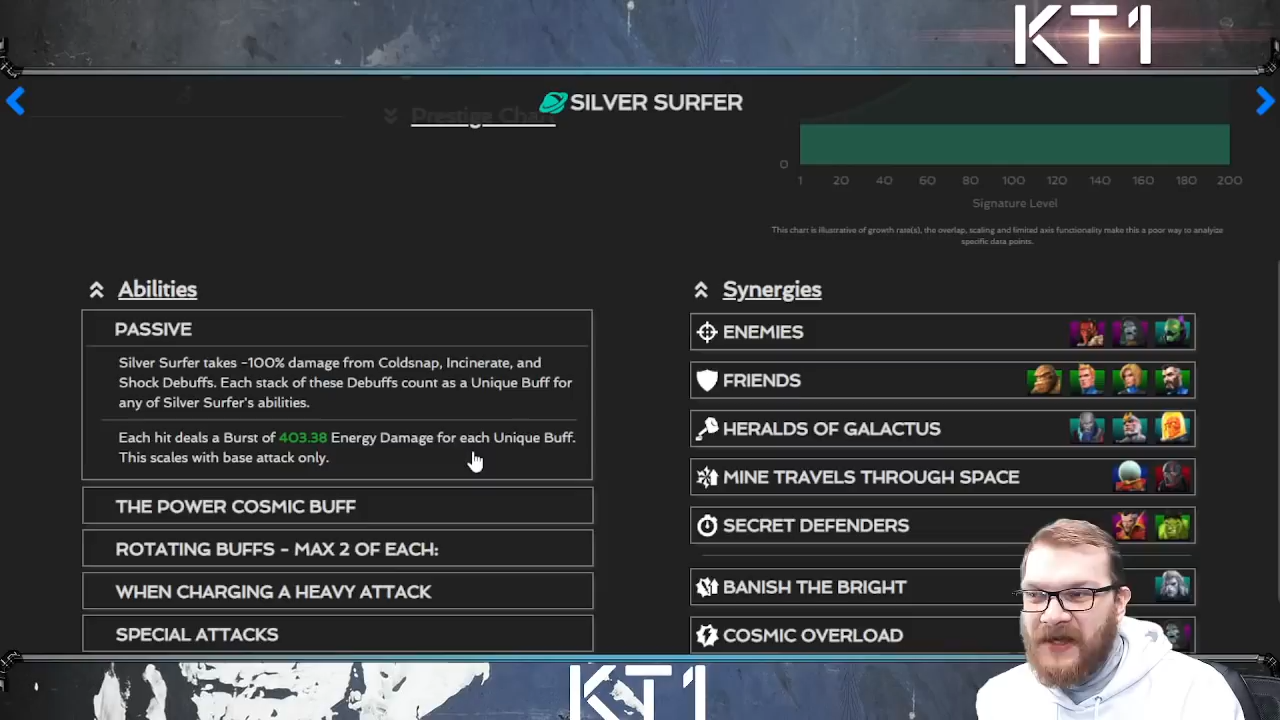 KT1
SILVER SURFER
Prestige Chart
0
1 20 40 60 80 100 120 140 160 180 200
Signature Level
This chart is illustrative of growth rate(s), the overlap, scaling and limited axis functionality make this a poor way to analyize
specific data points.
Abilities
PASSIVE
Silver Surfer takes -100% damage from Coldsnap, Incinerate, and
Shock Debuffs. Each stack of these Debuffs count as a Unique Buff for
any of Silver Surfer's abilities.
Each hit deals a Burst of 403.38 Energy Damage for each Unique Buff.
This scales with base attack only.
THE POWER COSMIC BUFF
ROTATING BUFFS - MAX 2 OF EACH:
WHEN CHARGING A HEAVY ATTACK
SPECIAL ATTACKS
Synergies
ENEMIES
FRIENDS
HERALDS OF GALACTUS
MINE TRAVELS THROUGH SPACE
SECRET DEFENDERS
BANISH THE BRIGHT
COSMIC OVERLOAD
KT1